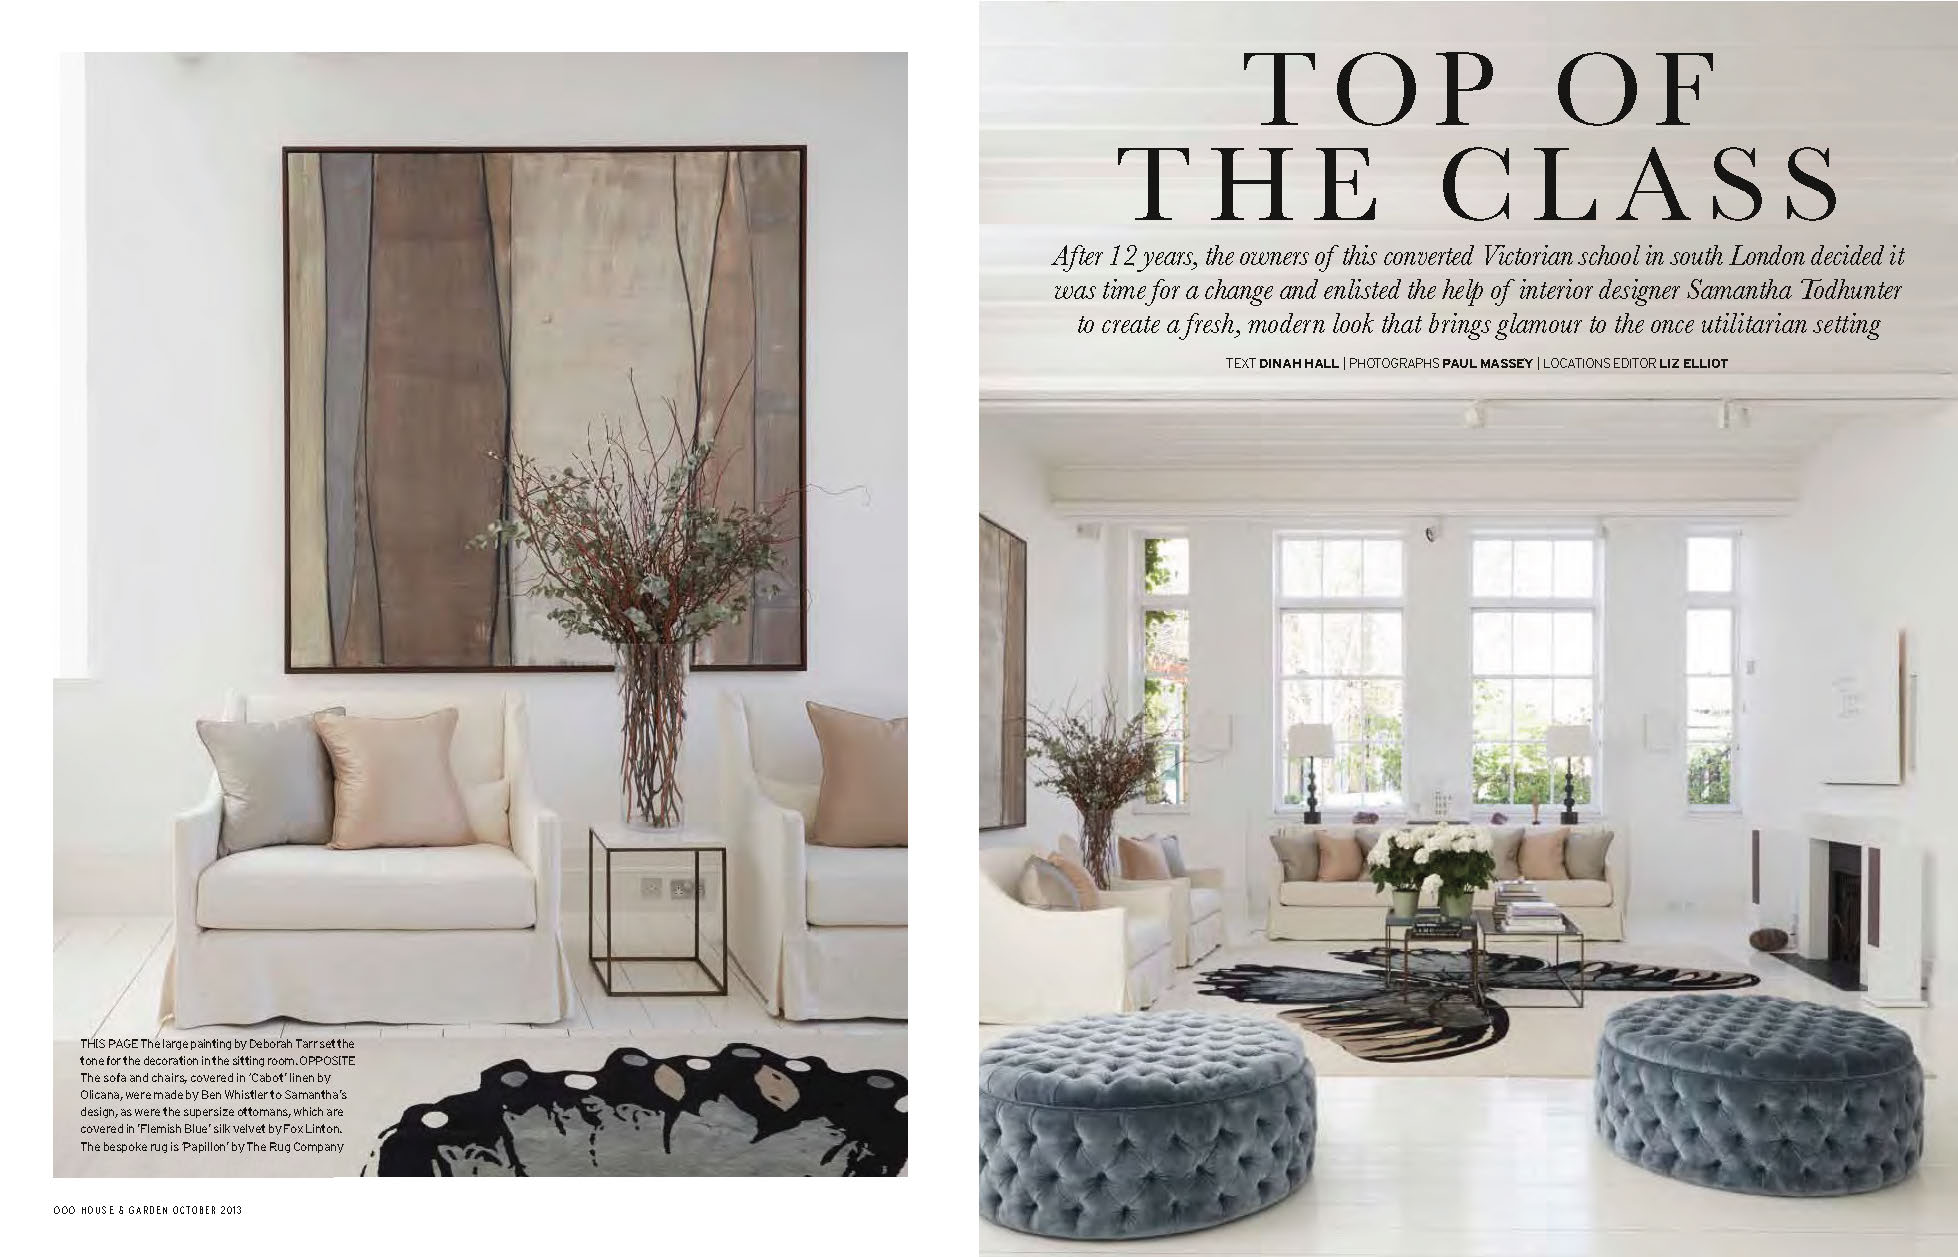 THIS PAGE The large painting by Deborah Tarr set the
tone for the decoration in the sitting room. OPPOSITE
The sofa and chairs, covered in 'Cabot' linen by
Olicana, were made by Ben Whistler to Samantha's
design, as were the supersize ottomans, which are
covered in 'Flemish Blue' silk velvet by Fox Linton.
The bespoke rug is 'Papillon' by The Rug Company
000 HOUSE & GARDEN OCTOBER 2013
TOP OF
THE CLASS
After 12 years, the owners of this converted Victorian school in south London decided it
was time for a change and enlisted the help of interior designer Samantha Todhunter
to create a fresh, modern look that brings glamour to the once utilitarian setting
TEXT DINAH HALL | PHOTOGRAPHS PAUL MASSEY | LOCATIONS EDITOR LIZ ELLIOT